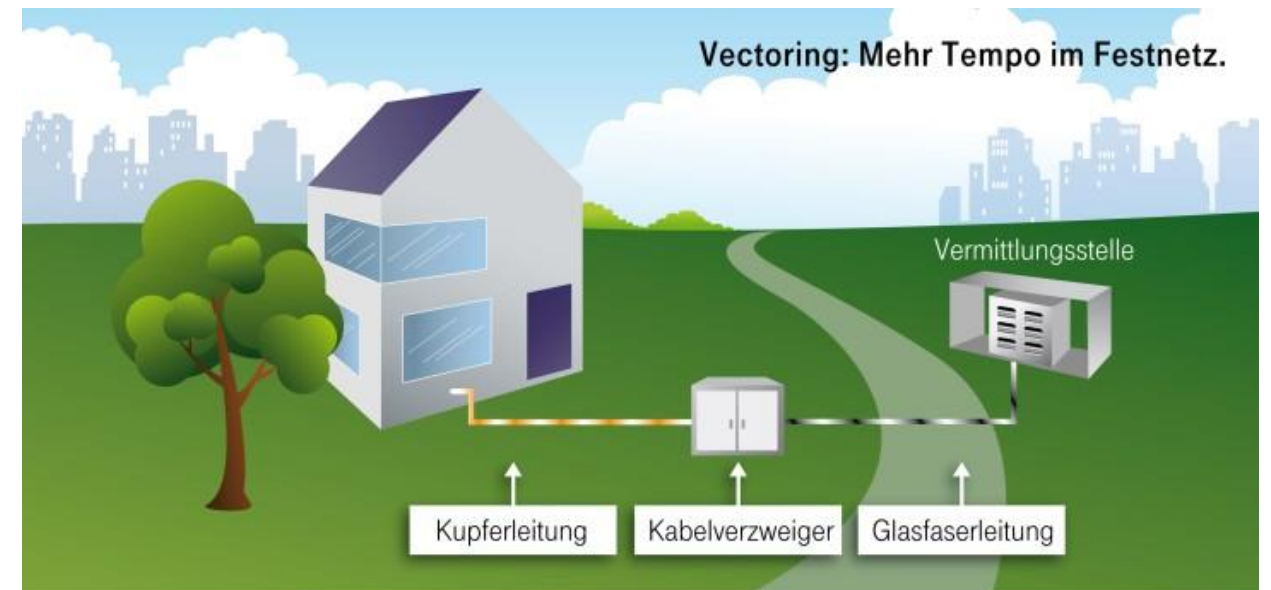 Vectoring: Mehr Tempo im Festnetz.
Vermittlungsstelle
Kupferleitung
Kabelverzweiger
Glasfaserleitung